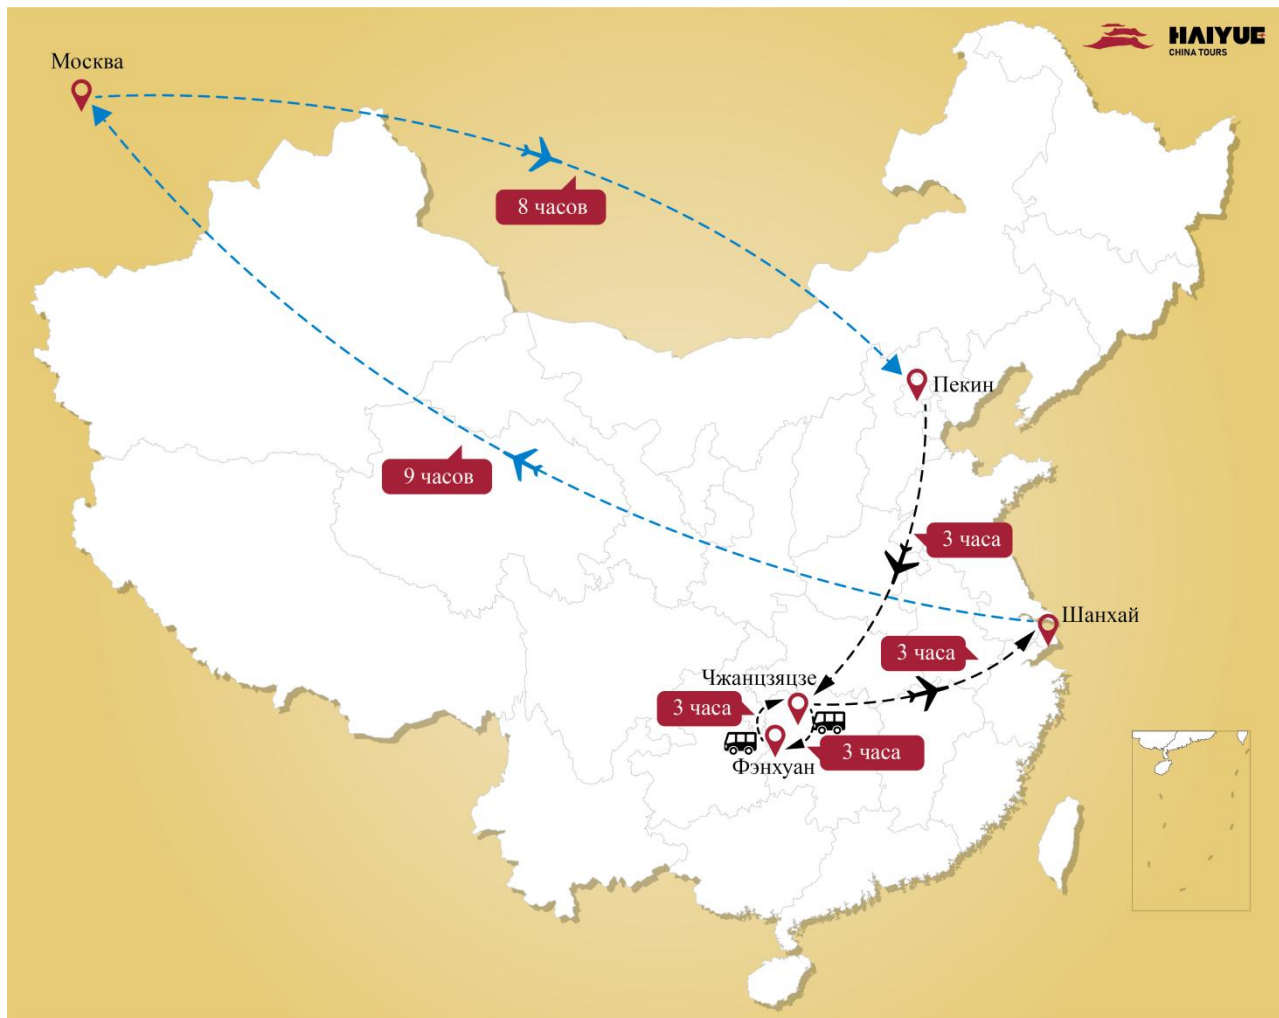 HAIYUE
CHINA TOURS
Москва
8 часов
Пекин
9 часов
3 часа
Шанхай
3 часа
Чжанцзяцзе
3 часа
3 часа
Фэнхуан